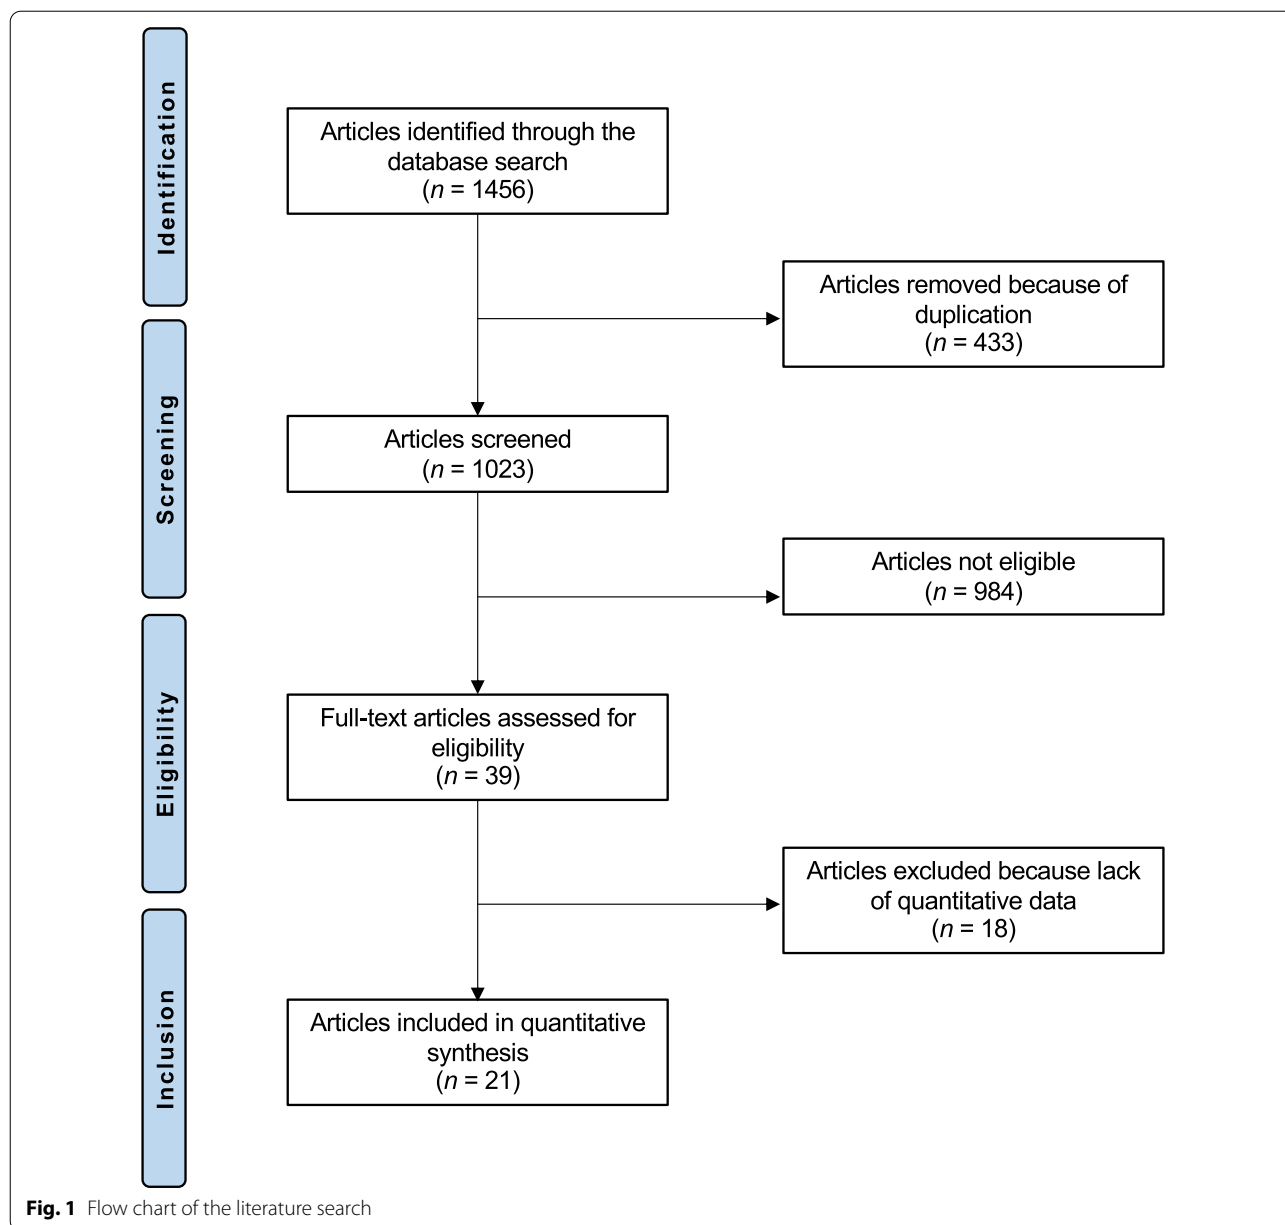 Identification
Articles identified through the
database search
(n = 1456)
Articles removed because of
duplication
(n = 433)
Screening
Articles screened
(n = 1023)
Articles not eligible
(n = 984)
Eligibility
Full-text articles assessed for
eligibility
(n = 39)
Articles excluded because lack
of quantitative data
(n = 18)
Inclusion
Articles included in quantitative
synthesis
(n = 21)
Fig. 1 Flow chart of the literature search